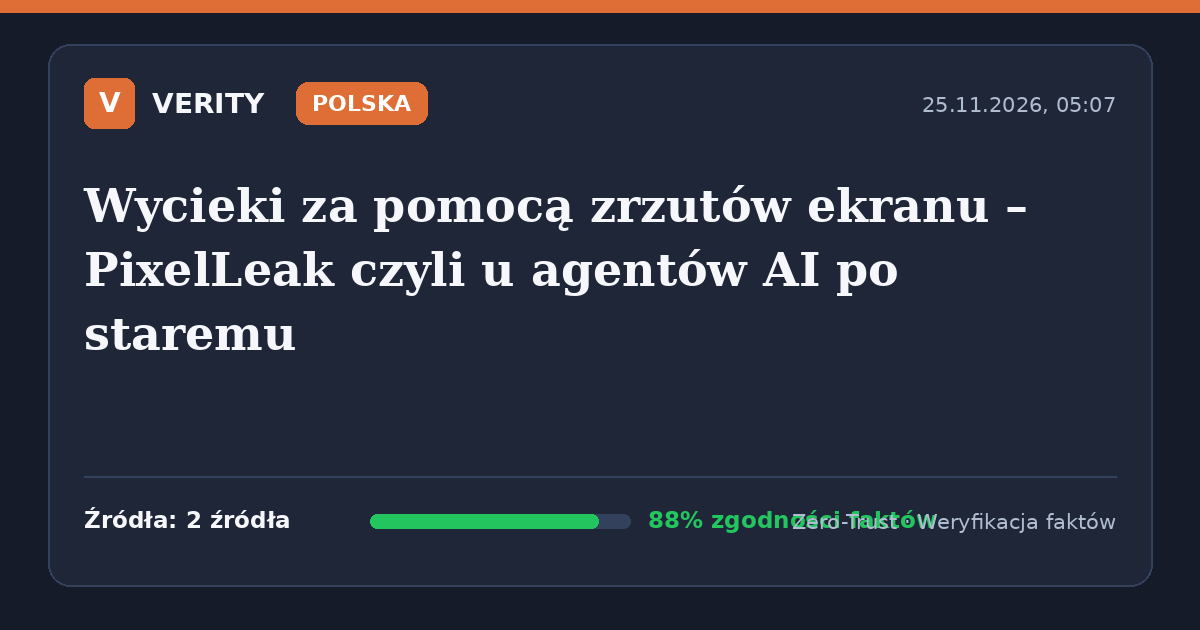 V VERITY POLSKA 25.11.2026, 05:07
Wycieki za pomocą zrzutów ekranu –
PixelLeak czyli u agentów AI po
staremu
Źródła: 2 źródła 88% zgodności faktów Zero-Trust · Weryfikacja faktów